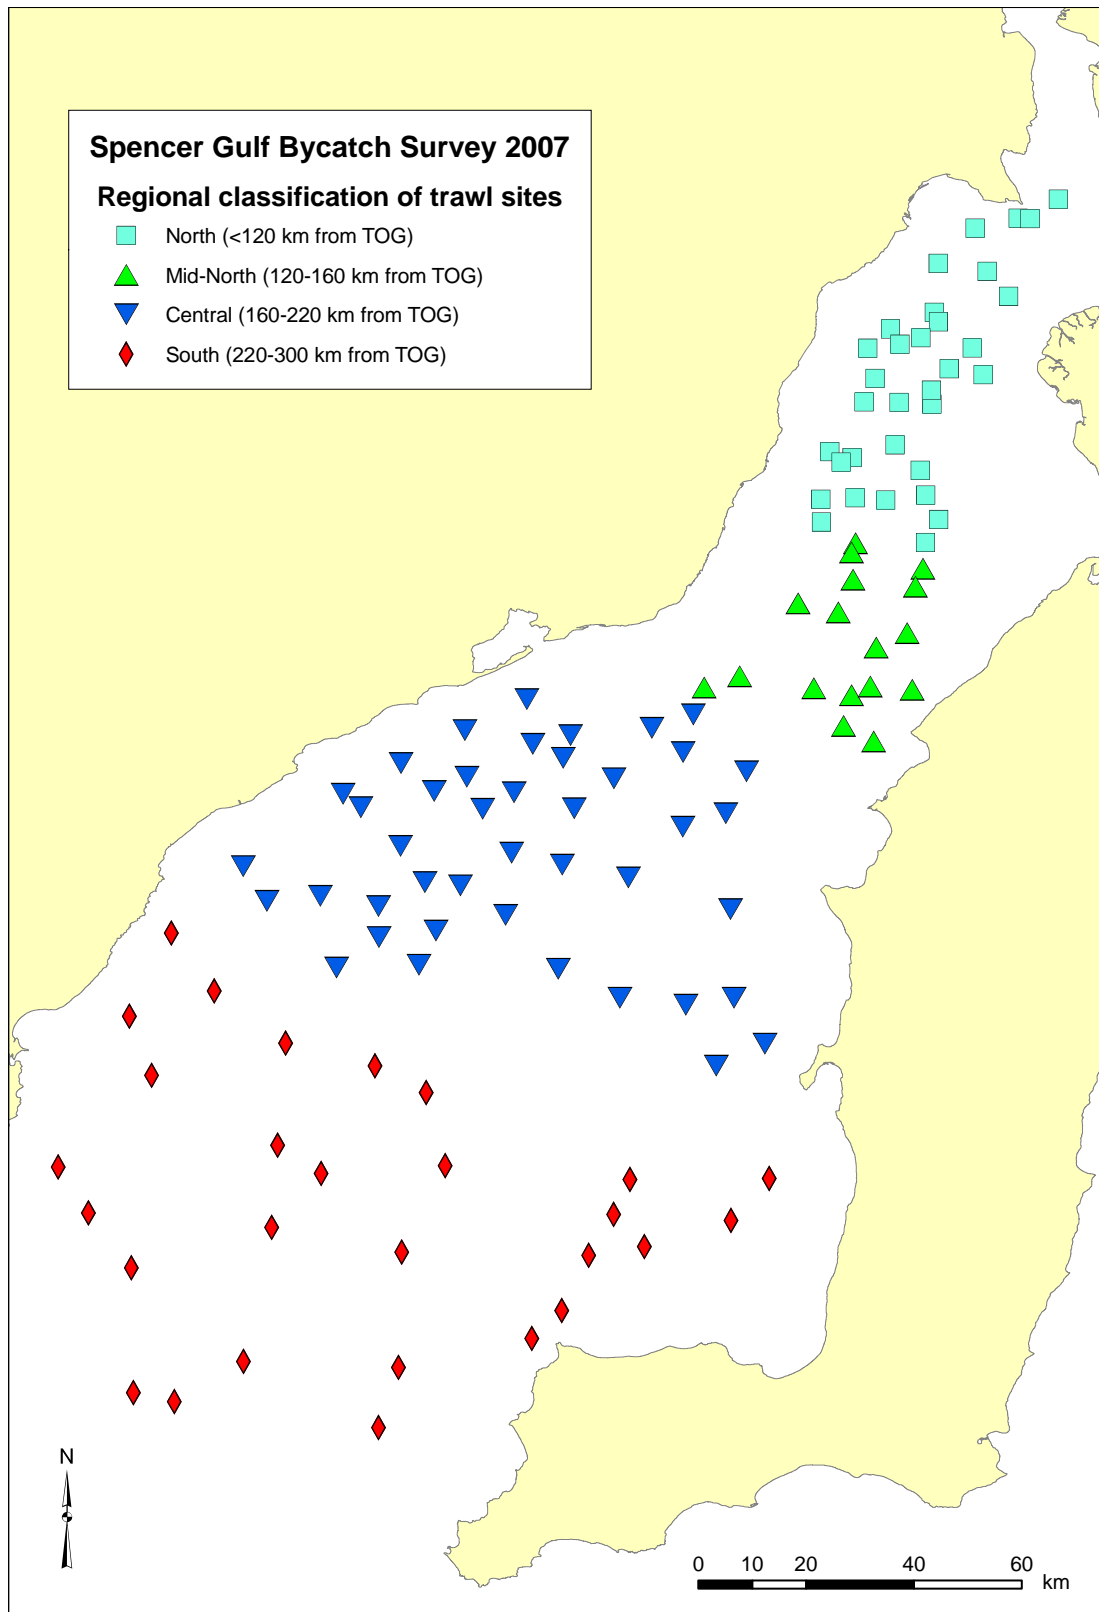 Spencer Gulf Bycatch Survey 2007
Regional classification of trawl sites
North (<120 km from TOG)
Mid-North (120-160 km from TOG)
Central (160-220 km from TOG)
South (220-300 km from TOG)
N
0 10 20 40 60
km